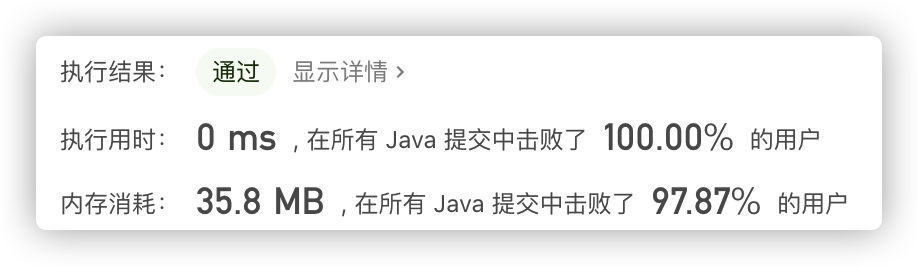 执行结果： 通过 显示详情 >
执行用时： 0 ms , 在所有 Java 提交中击败了 100.00% 的用户
内存消耗： 35.8 MB , 在所有 Java 提交中击败了 97.87% 的用户